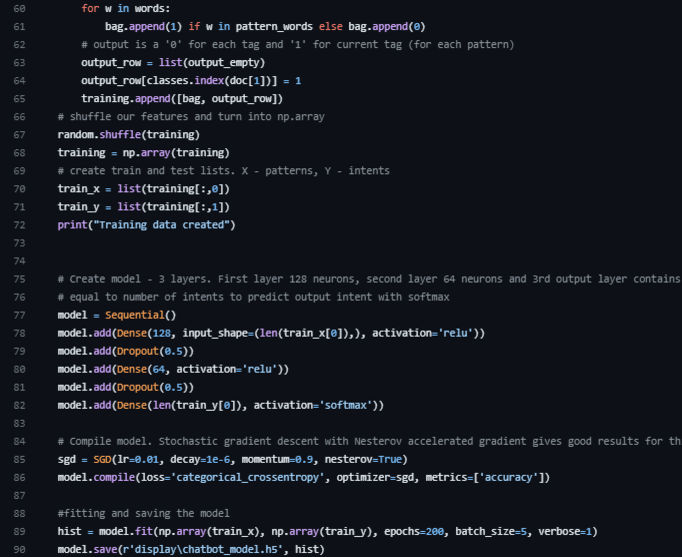 60 for w in words:
61 bag.append(1) if w in pattern_words else bag.append(0)
62 # output is a '0' for each tag and '1' for current tag (for each pattern)
63 output_row = list(output_empty)
64 output_row[classes.index(doc[1])] = 1
65 training.append([bag, output_row])
66 # shuffle our features and turn into np.array
67 random.shuffle(training)
68 training = np.array(training)
69 # create train and test lists. X - patterns, Y - intents
70 train_x = list(training[:,0])
71 train_y = list(training[:,1])
72 print("Training data created")
73
74
75 # Create model - 3 layers. First layer 128 neurons, second layer 64 neurons and 3rd output layer contains
76 # equal to number of intents to predict output intent with softmax
77 model = Sequential()
78 model.add(Dense(128, input_shape=(len(train_x[0]),), activation='relu'))
79 model.add(Dropout(0.5))
80 model.add(Dense(64, activation='relu'))
81 model.add(Dropout(0.5))
82 model.add(Dense(len(train_y[0]), activation='softmax'))
83
84 # Compile model. Stochastic gradient descent with Nesterov accelerated gradient gives good results for th
85 sgd = SGD(lr=0.01, decay=1e-6, momentum=0.9, nesterov=True)
86 model.compile(loss='categorical_crossentropy', optimizer=sgd, metrics=['accuracy'])
87
88 #fitting and saving the model
89 hist = model.fit(np.array(train_x), np.array(train_y), epochs=200, batch_size=5, verbose=1)
90 model.save(r'display\chatbot_model.h5', hist)